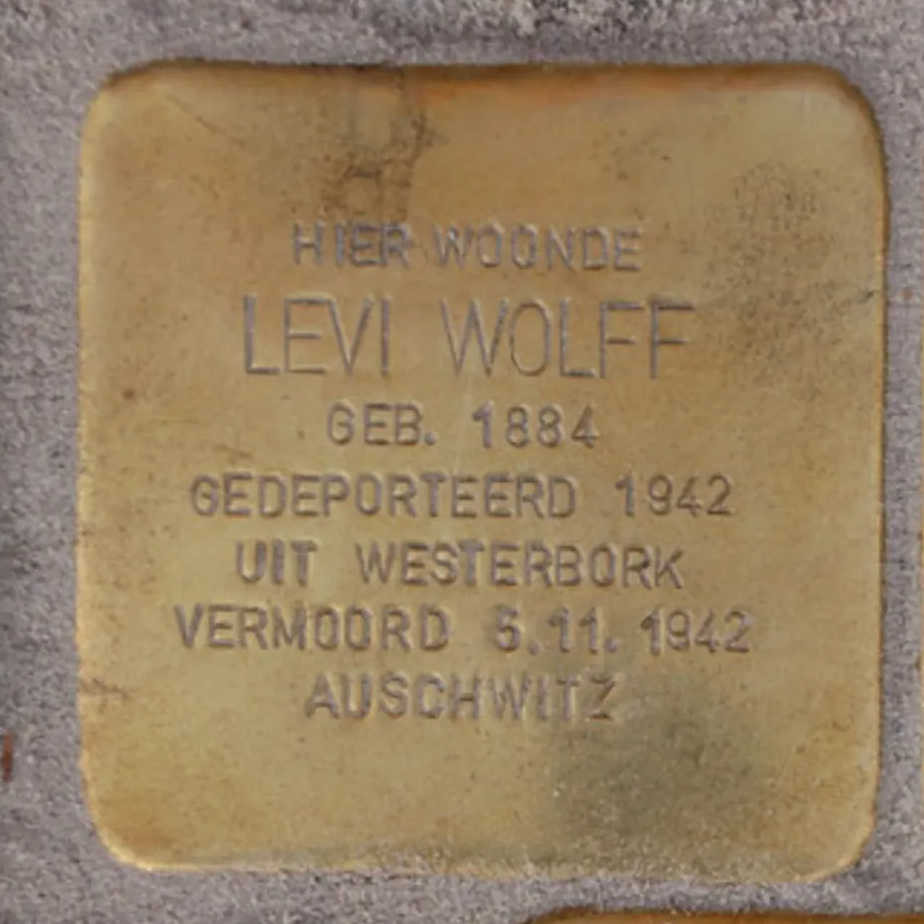 HIER WOONDE
LEVI WOLFF
GEB. 1884
GEDEPORTEERD 1942
UIT WESTERBORK
VERMOORD 5.11.1942
AUSCHWITZ